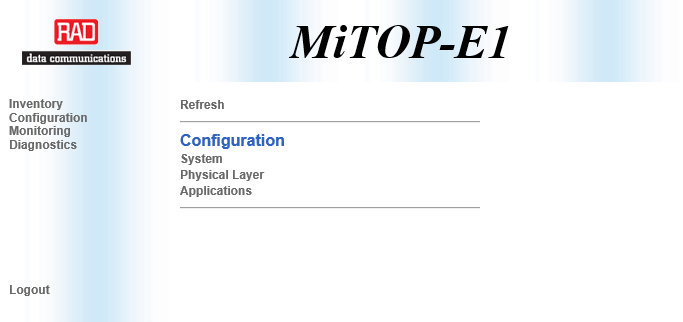 RAD
data communications
MiTOP-E1
Inventory
Configuration
Monitoring
Diagnostics
Logout
Refresh
Configuration
System
Physical Layer
Applications